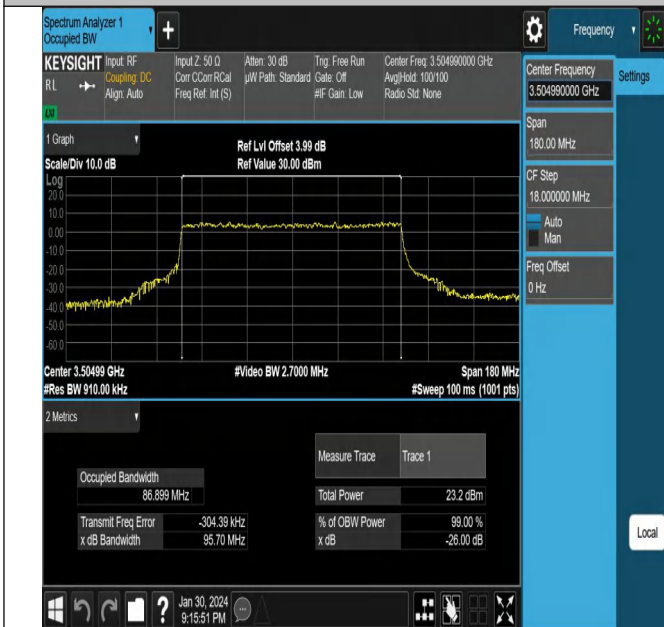 Spectrum Analyzer 1
Occupied BW
+
Frequency
KEYSIGHT
RL
Input: RF
Coupling: DC
Align: Auto
Input Z: 50 Ω
Corr CCorr RCal
Freq Ref: Int (S)
Atten: 30 dB
µW Path: Standard
Trig: Free Run
Gate: Off
#IF Gain: Low
Center Freq: 3.504990000 GHz
Avg|Hold: 100/100
Radio Std: None
Center Frequency
3.504990000 GHz
Settings
Span
180.00 MHz
CF Step
18.000000 MHz
Auto
Man
Freq Offset
0 Hz
1 Graph
Scale/Div 10.0 dB
Ref Lvl Offset 3.99 dB
Ref Value 30.00 dBm
Log
20.0
10.0
0.00
-10.0
-20.0
-30.0
-40.0
-50.0
-60.0
Center 3.50499 GHz
#Res BW 910.00 kHz
#Video BW 2.7000 MHz
Span 180 MHz
#Sweep 100 ms (1001 pts)
2 Metrics
Measure Trace
Trace 1
Occupied Bandwidth
86.899 MHz
Total Power
23.2 dBm
Transmit Freq Error
-304.39 kHz
% of OBW Power
99.00 %
x dB Bandwidth
95.70 MHz
x dB
-26.00 dB
Local
?
Jan 30, 2024
9:15:51 PM